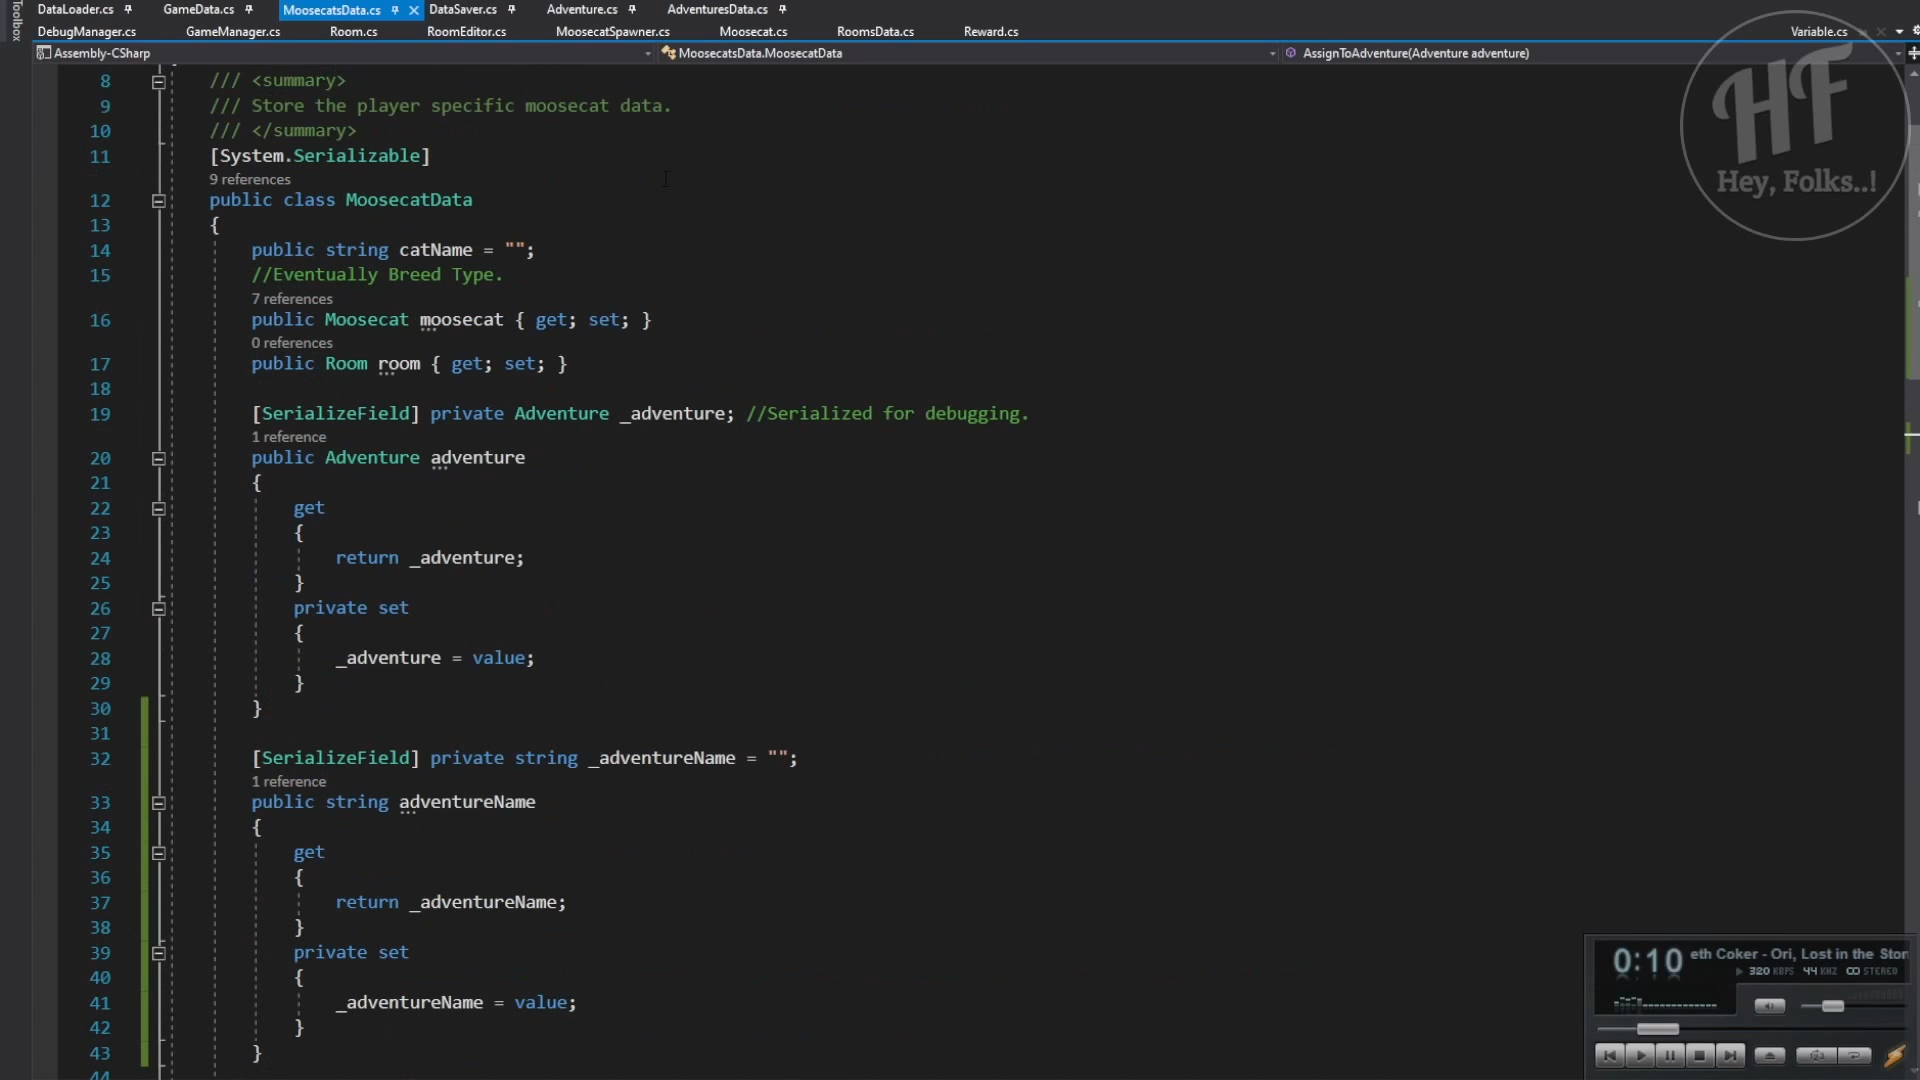 Toolbox
DataLoader.cs GameData.cs MoosecatsData.cs DataSaver.cs Adventure.cs AdventuresData.cs
DebugManager.cs GameManager.cs Room.cs RoomEditor.cs MoosecatSpawner.cs Moosecat.cs RoomsData.cs Reward.cs Variable.cs
Assembly-CSharp MoosecatsData.MoosecatData AssignToAdventure(Adventure adventure)
8 /// <summary>
9 /// Store the player specific moosecat data.
10 /// </summary>
11 [System.Serializable]
9 references
12 public class MoosecatData
13 {
14 public string catName = "";
15 //Eventually Breed Type.
7 references
16 public Moosecat moosecat { get; set; }
0 references
17 public Room room { get; set; }
18
19 [SerializeField] private Adventure _adventure; //Serialized for debugging.
1 reference
20 public Adventure adventure
21 {
22 get
23 {
24 return _adventure;
25 }
26 private set
27 {
28 _adventure = value;
29 }
30 }
31
32 [SerializeField] private string _adventureName = "";
1 reference
33 public string adventureName
34 {
35 get
36 {
37 return _adventureName;
38 }
39 private set
40 {
41 _adventureName = value;
42 }
43 }
44
HF
Hey, Folks..!
0:10 eth Coker - Ori, Lost in the Stor
320 KBPS 44 KHZ STEREO